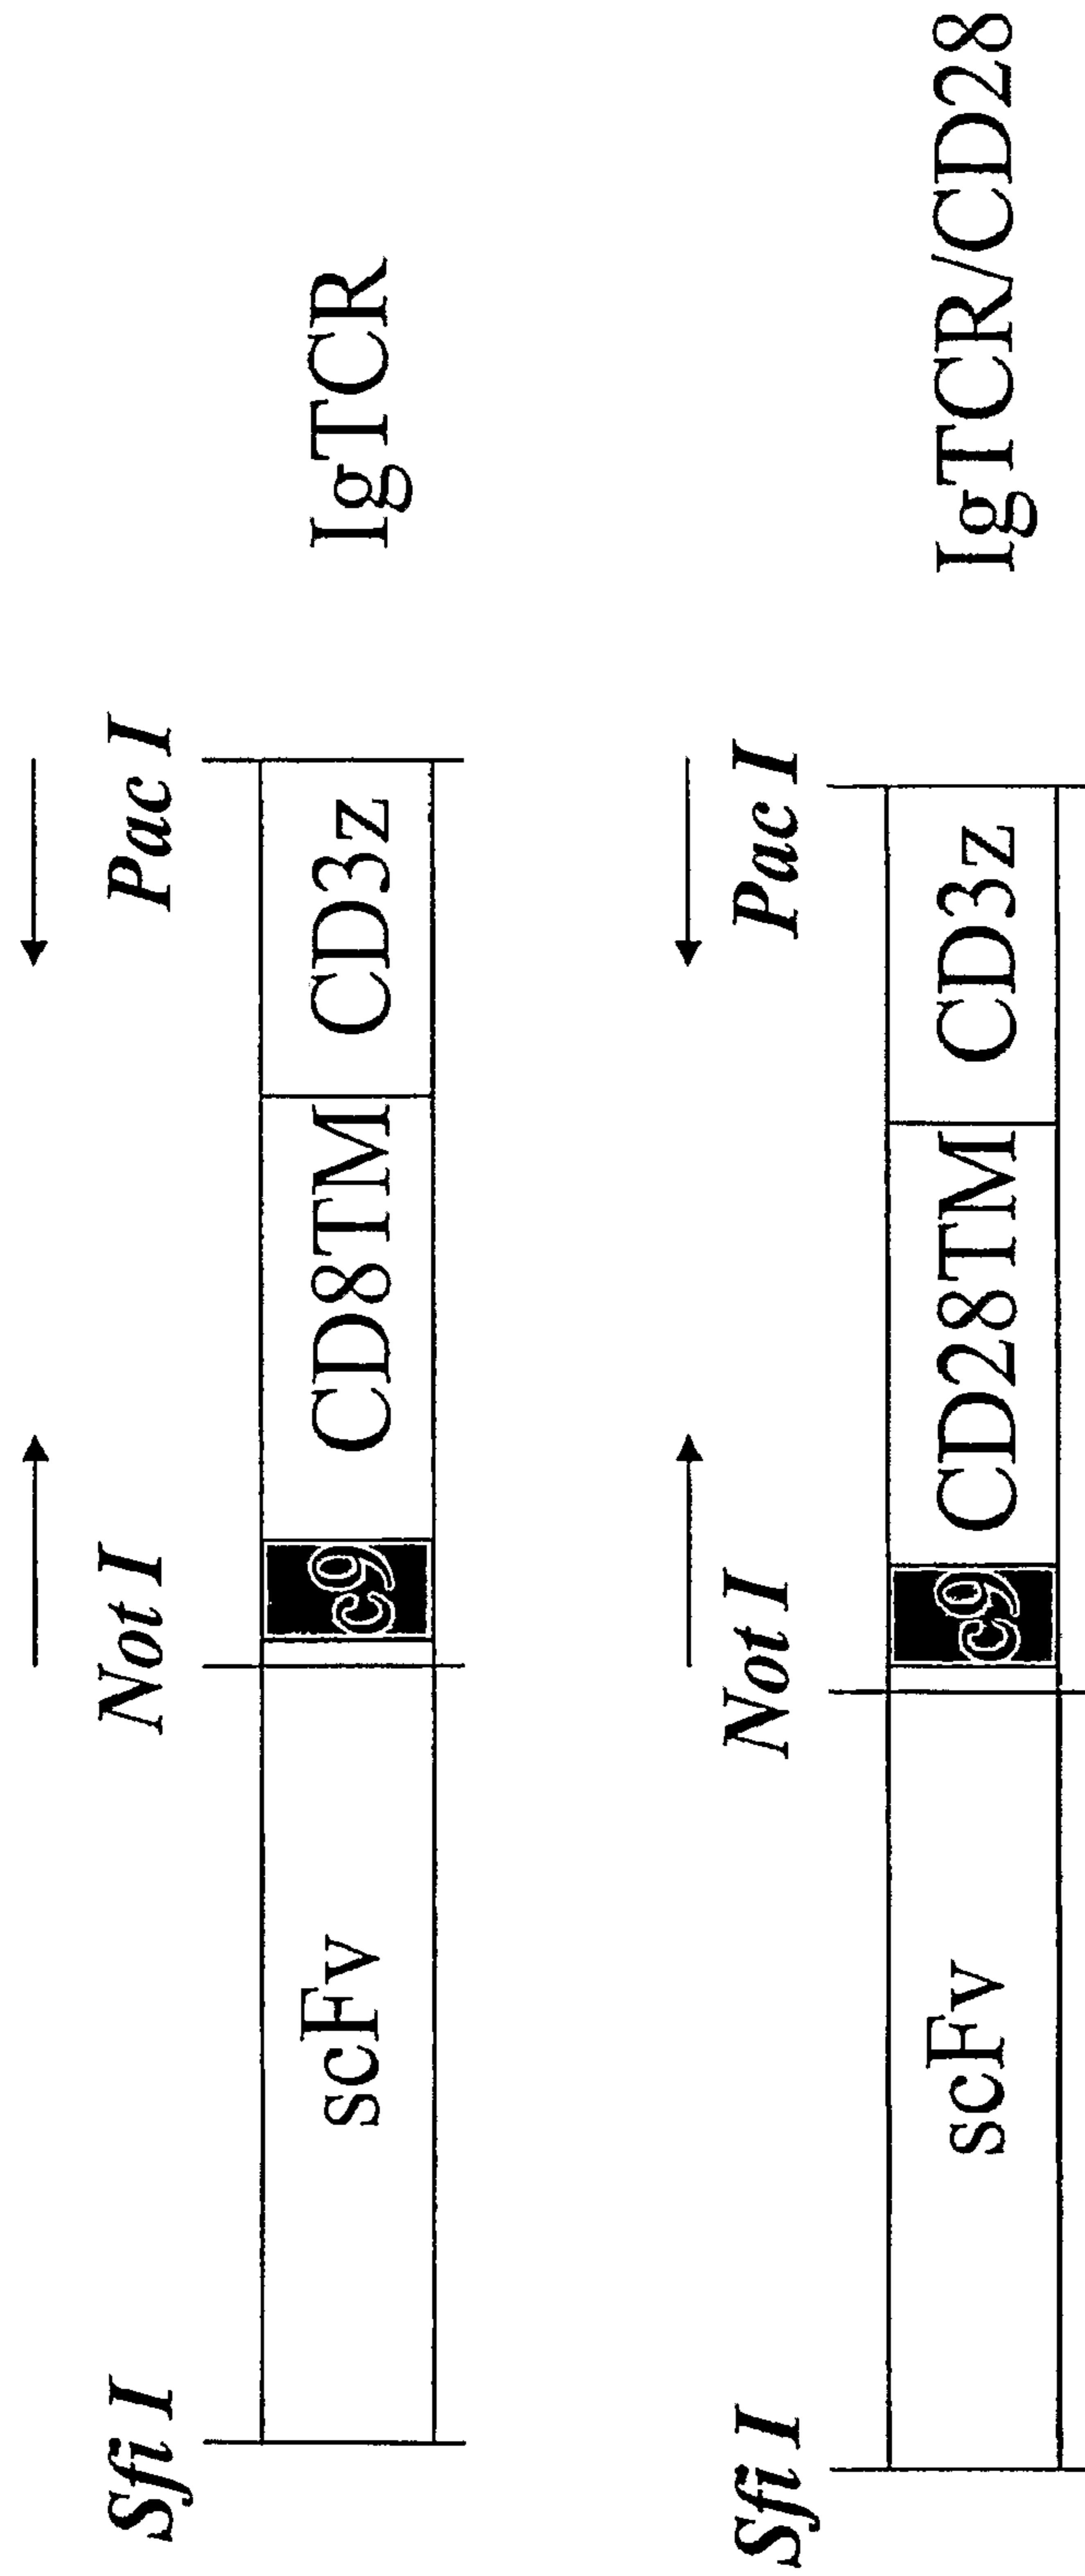 Sfi I Not I Pac I
scFv c9 CD8TM CD3z IgTCR
Sfi I Not I Pac I
scFv c9 CD28TM CD3z IgTCR/CD28